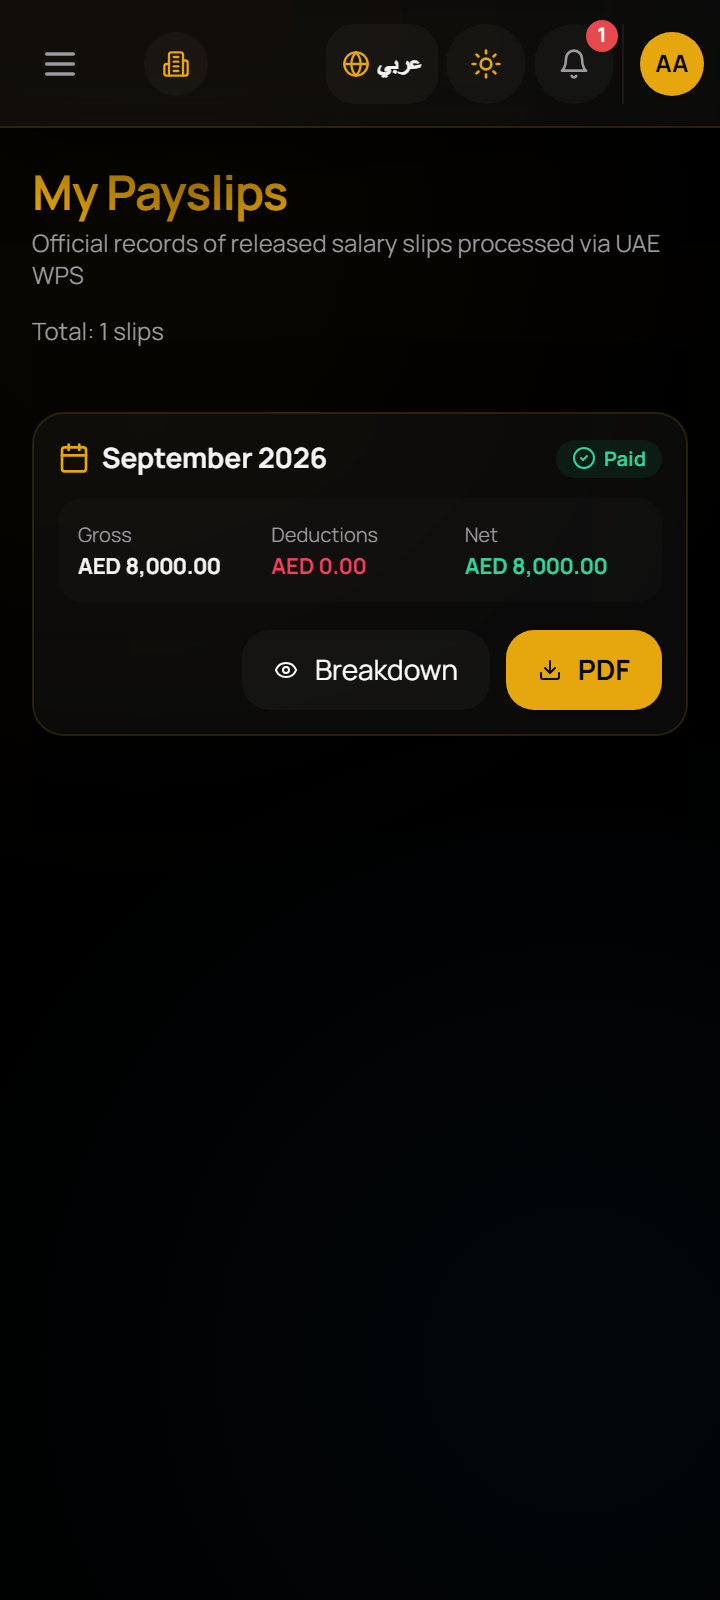 عربي
1
AA
My Payslips
Official records of released salary slips processed via UAE
WPS
Total: 1 slips
September 2026
Paid
Gross
Deductions
Net
AED 8,000.00
AED 0.00
AED 8,000.00
Breakdown
PDF